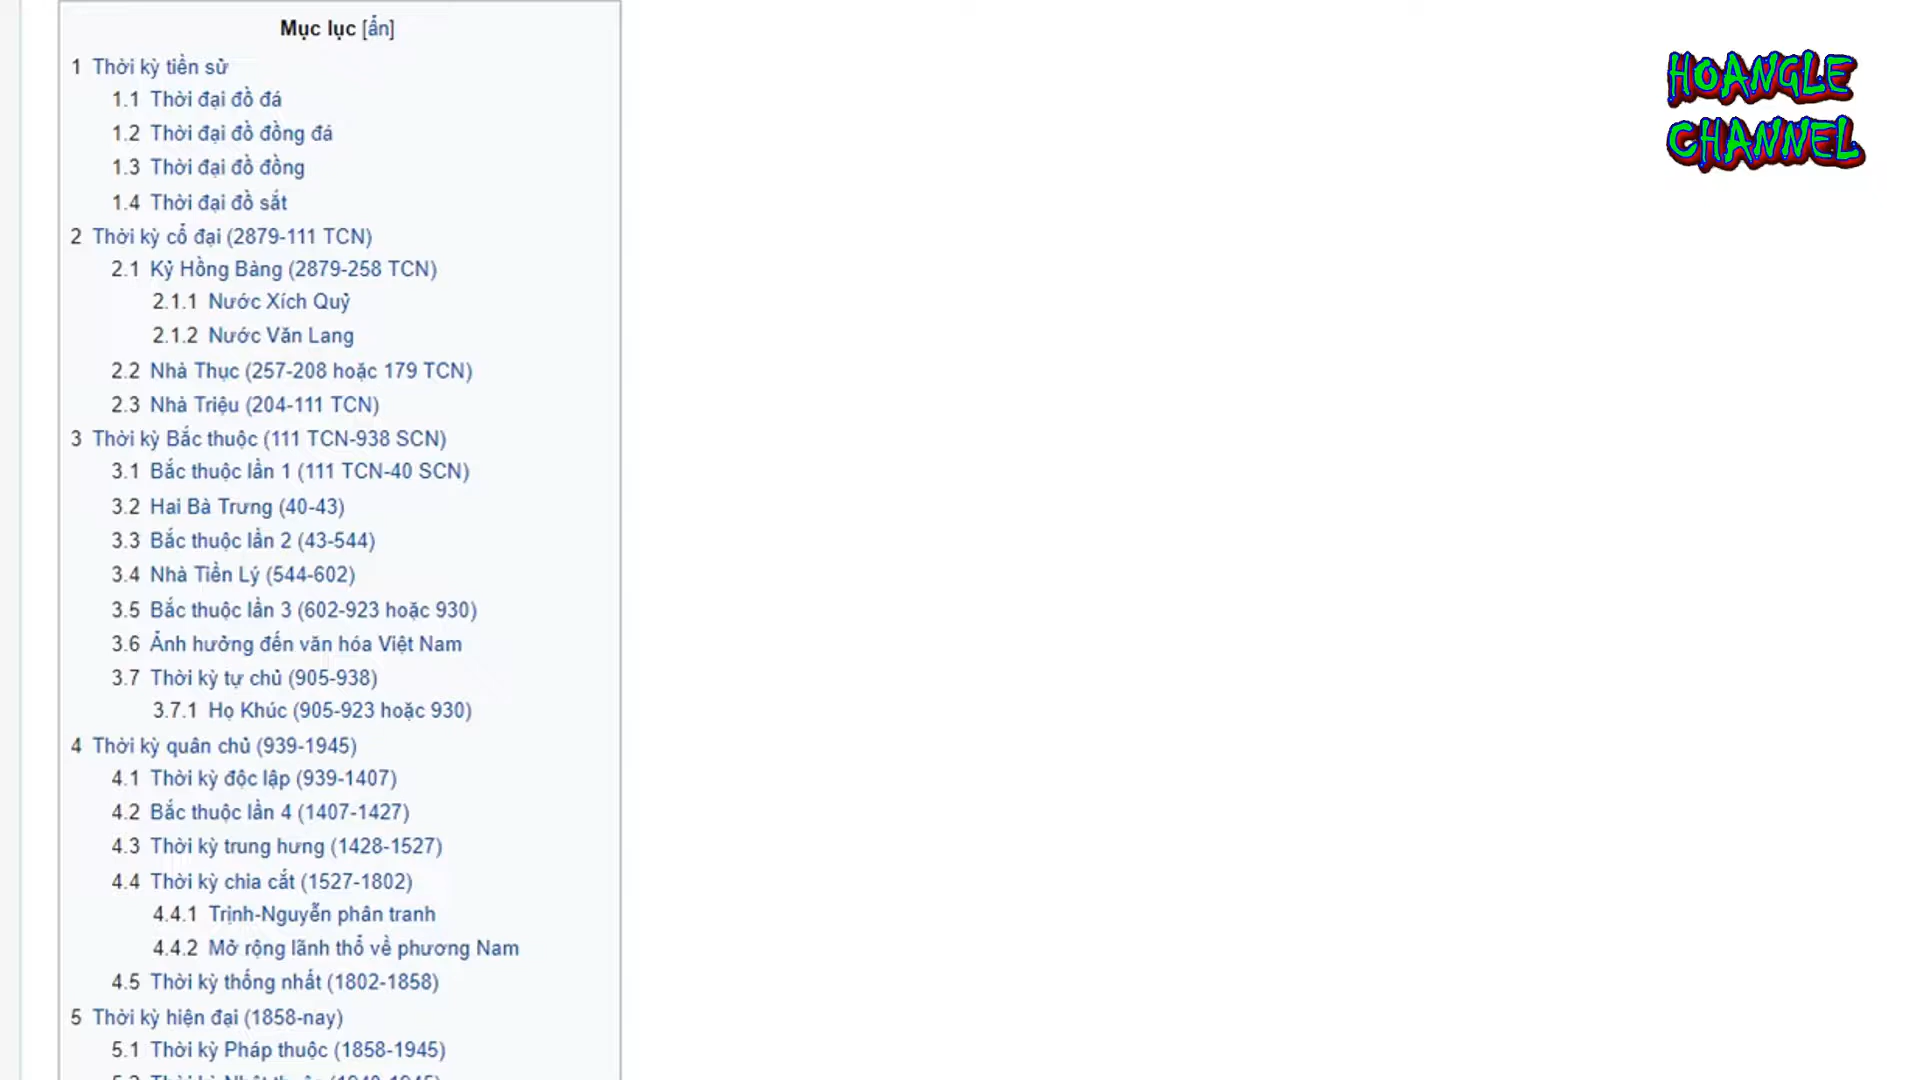 Mục lục [ẩn]
1 Thời kỳ tiền sử
1.1 Thời đại đồ đá
1.2 Thời đại đồ đồng đá
1.3 Thời đại đồ đồng
1.4 Thời đại đồ sắt
2 Thời kỳ cổ đại (2879-111 TCN)
2.1 Kỷ Hồng Bàng (2879-258 TCN)
2.1.1 Nước Xích Quỷ
2.1.2 Nước Văn Lang
2.2 Nhà Thục (257-208 hoặc 179 TCN)
2.3 Nhà Triệu (204-111 TCN)
3 Thời kỳ Bắc thuộc (111 TCN-938 SCN)
3.1 Bắc thuộc lần 1 (111 TCN-40 SCN)
3.2 Hai Bà Trưng (40-43)
3.3 Bắc thuộc lần 2 (43-544)
3.4 Nhà Tiền Lý (544-602)
3.5 Bắc thuộc lần 3 (602-923 hoặc 930)
3.6 Ảnh hưởng đến văn hóa Việt Nam
3.7 Thời kỳ tự chủ (905-938)
3.7.1 Họ Khúc (905-923 hoặc 930)
4 Thời kỳ quân chủ (939-1945)
4.1 Thời kỳ độc lập (939-1407)
4.2 Bắc thuộc lần 4 (1407-1427)
4.3 Thời kỳ trung hưng (1428-1527)
4.4 Thời kỳ chia cắt (1527-1802)
4.4.1 Trịnh-Nguyễn phân tranh
4.4.2 Mở rộng lãnh thổ về phương Nam
4.5 Thời kỳ thống nhất (1802-1858)
5 Thời kỳ hiện đại (1858-nay)
5.1 Thời kỳ Pháp thuộc (1858-1945)
HOANGLE
CHANNEL